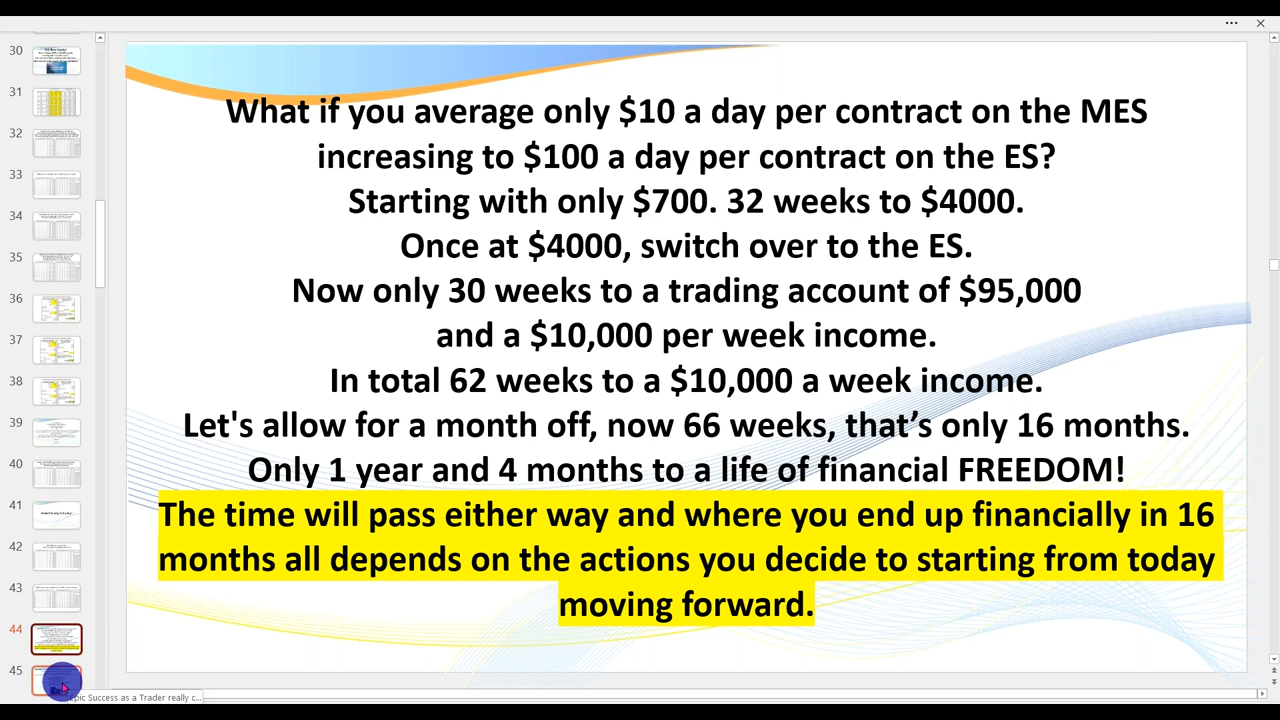 What if you average only $10 a day per contract on the MES
increasing to $100 a day per contract on the ES?
Starting with only $700. 32 weeks to $4000.
Once at $4000, switch over to the ES.
Now only 30 weeks to a trading account of $95,000
and a $10,000 per week income.
In total 62 weeks to a $10,000 a week income.
Let's allow for a month off, now 66 weeks, that’s only 16 months.
Only 1 year and 4 months to a life of financial FREEDOM!
The time will pass either way and where you end up financially in 16
months all depends on the actions you decide to starting from today
moving forward.
30
31
32
33
34
35
36
37
38
39
40
41
42
43
44
45
Epic Success as a Trader really c...